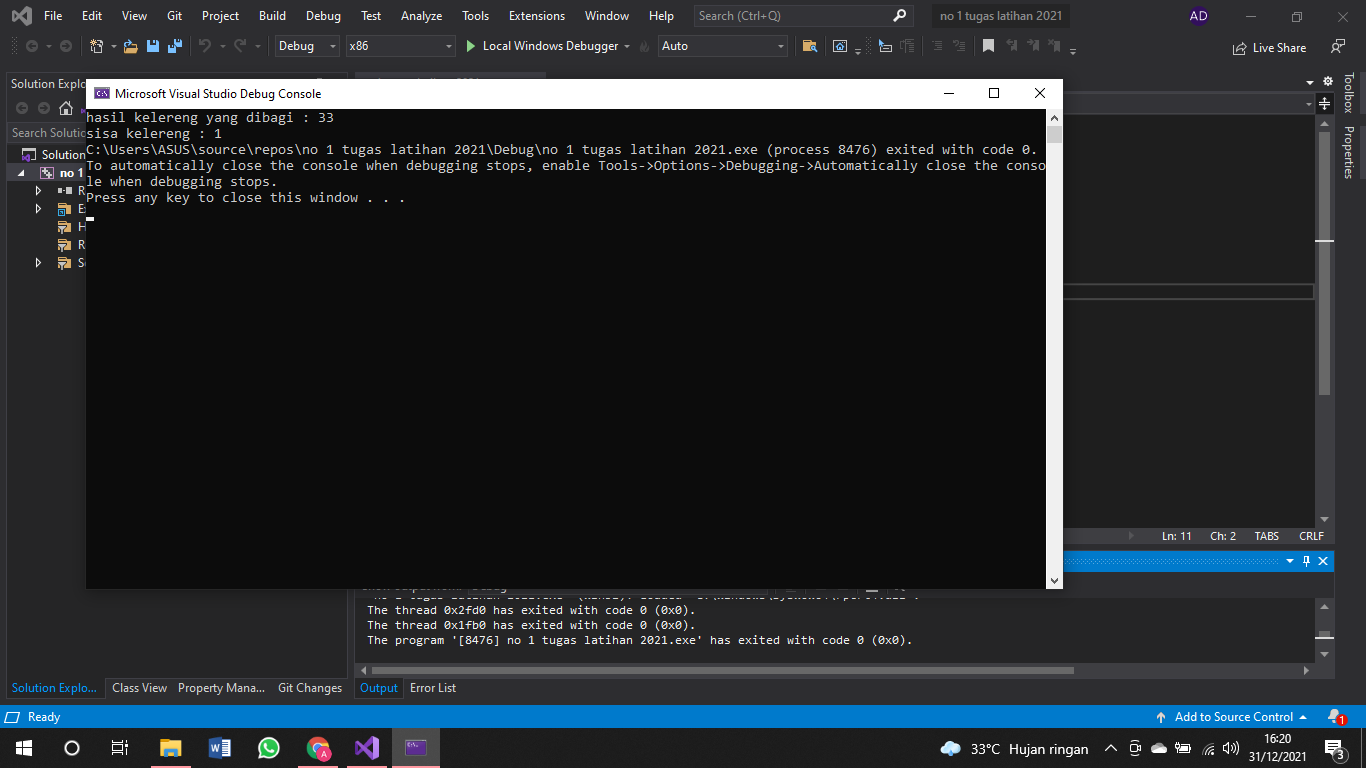 File Edit View Git Project Build Debug Test Analyze Tools Extensions Window Help Search (Ctrl+Q) no 1 tugas latihan 2021 AD
Debug x86 Local Windows Debugger Auto Live Share
Solution Explo
Microsoft Visual Studio Debug Console
Search Solutio
Solution
no 1
hasil kelereng yang dibagi : 33
sisa kelereng : 1
C:\Users\ASUS\source\repos\no 1 tugas latihan 2021\Debug\no 1 tugas latihan 2021.exe (process 8476) exited with code 0.
To automatically close the console when debugging stops, enable Tools->Options->Debugging->Automatically close the conso
le when debugging stops.
Press any key to close this window . . .
Toolbox
Properties
Ln: 11 Ch: 2 TABS CRLF
The thread 0x2fd0 has exited with code 0 (0x0).
The thread 0x1fb0 has exited with code 0 (0x0).
The program '[8476] no 1 tugas latihan 2021.exe' has exited with code 0 (0x0).
Solution Explo... Class View Property Mana... Git Changes Output Error List
Ready Add to Source Control 1
33°C Hujan ringan 16:20
31/12/2021 3